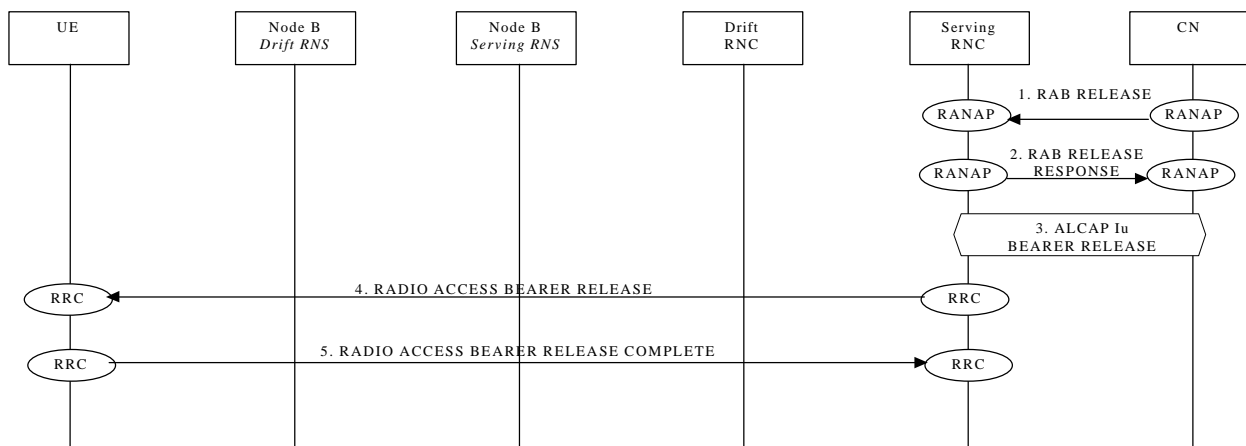 UE
Node B
Drift RNS
Node B
Serving RNS
Drift
RNC
Serving
RNC
CN
1. RAB RELEASE
RANAP
RANAP
2. RAB RELEASE
RESPONSE
RANAP
RANAP
3. ALCAP Iu
BEARER RELEASE
4. RADIO ACCESS BEARER RELEASE
RRC
RRC
5. RADIO ACCESS BEARER RELEASE COMPLETE
RRC
RRC